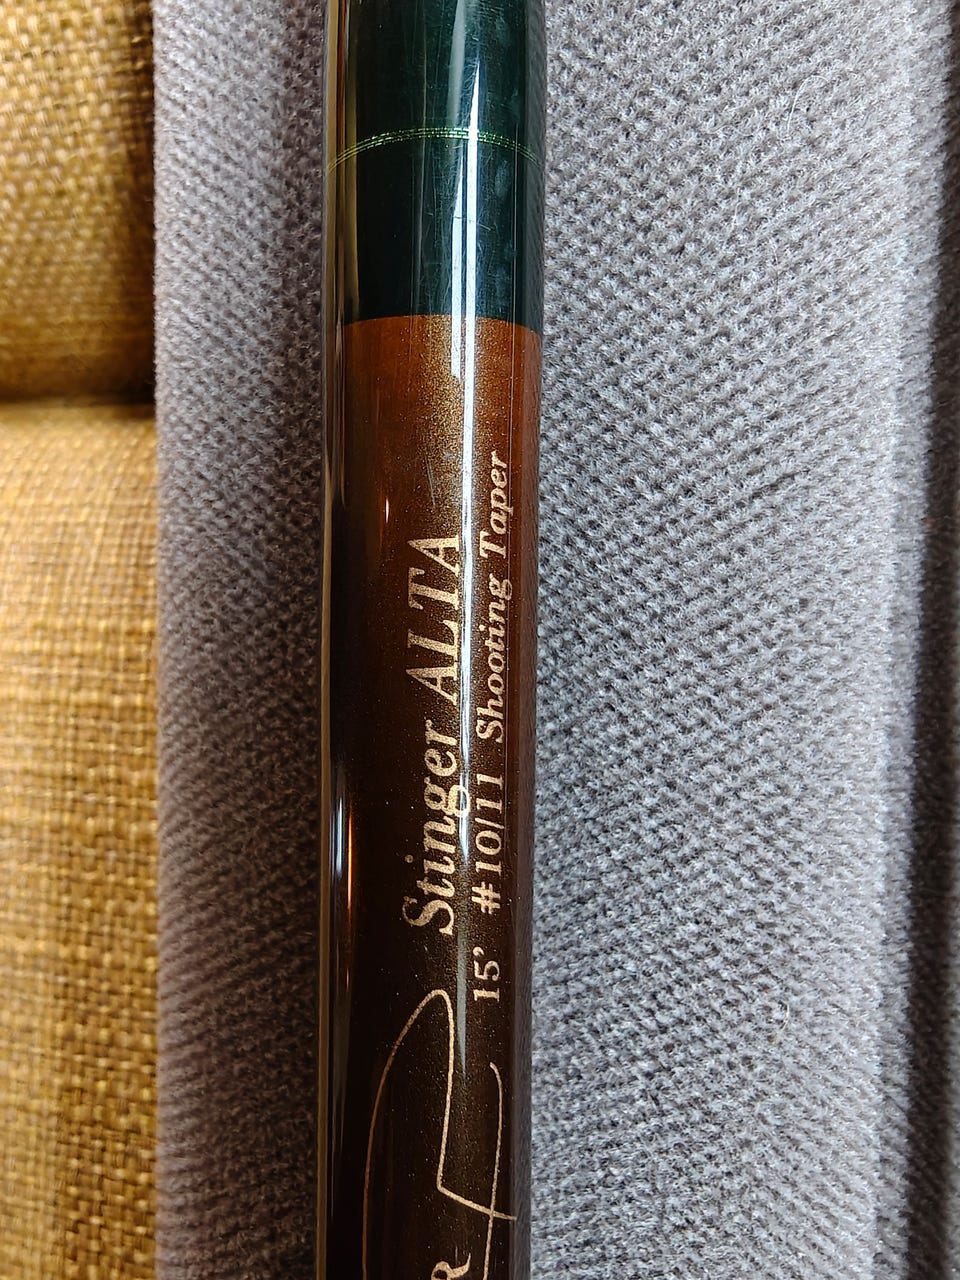 Stinger ALTA
15' #10/11 Shooting Taper